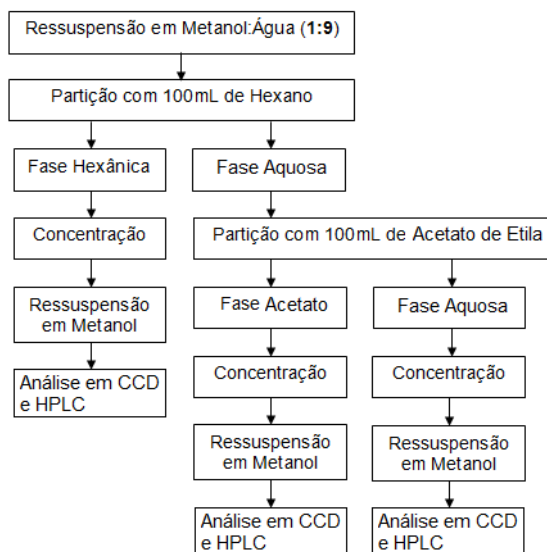 Ressuspensão em Metanol:Água (1:9)
Partição com 100mL de Hexano
Fase Hexânica
Fase Aquosa
Concentração
Partição com 100mL de Acetato de Etila
Ressuspensão
em Metanol
Fase Acetato
Fase Aquosa
Análise em CCD
e HPLC
Concentração
Concentração
Ressuspensão
em Metanol
Ressuspensão
em Metanol
Análise em CCD
e HPLC
Análise em CCD
e HPLC